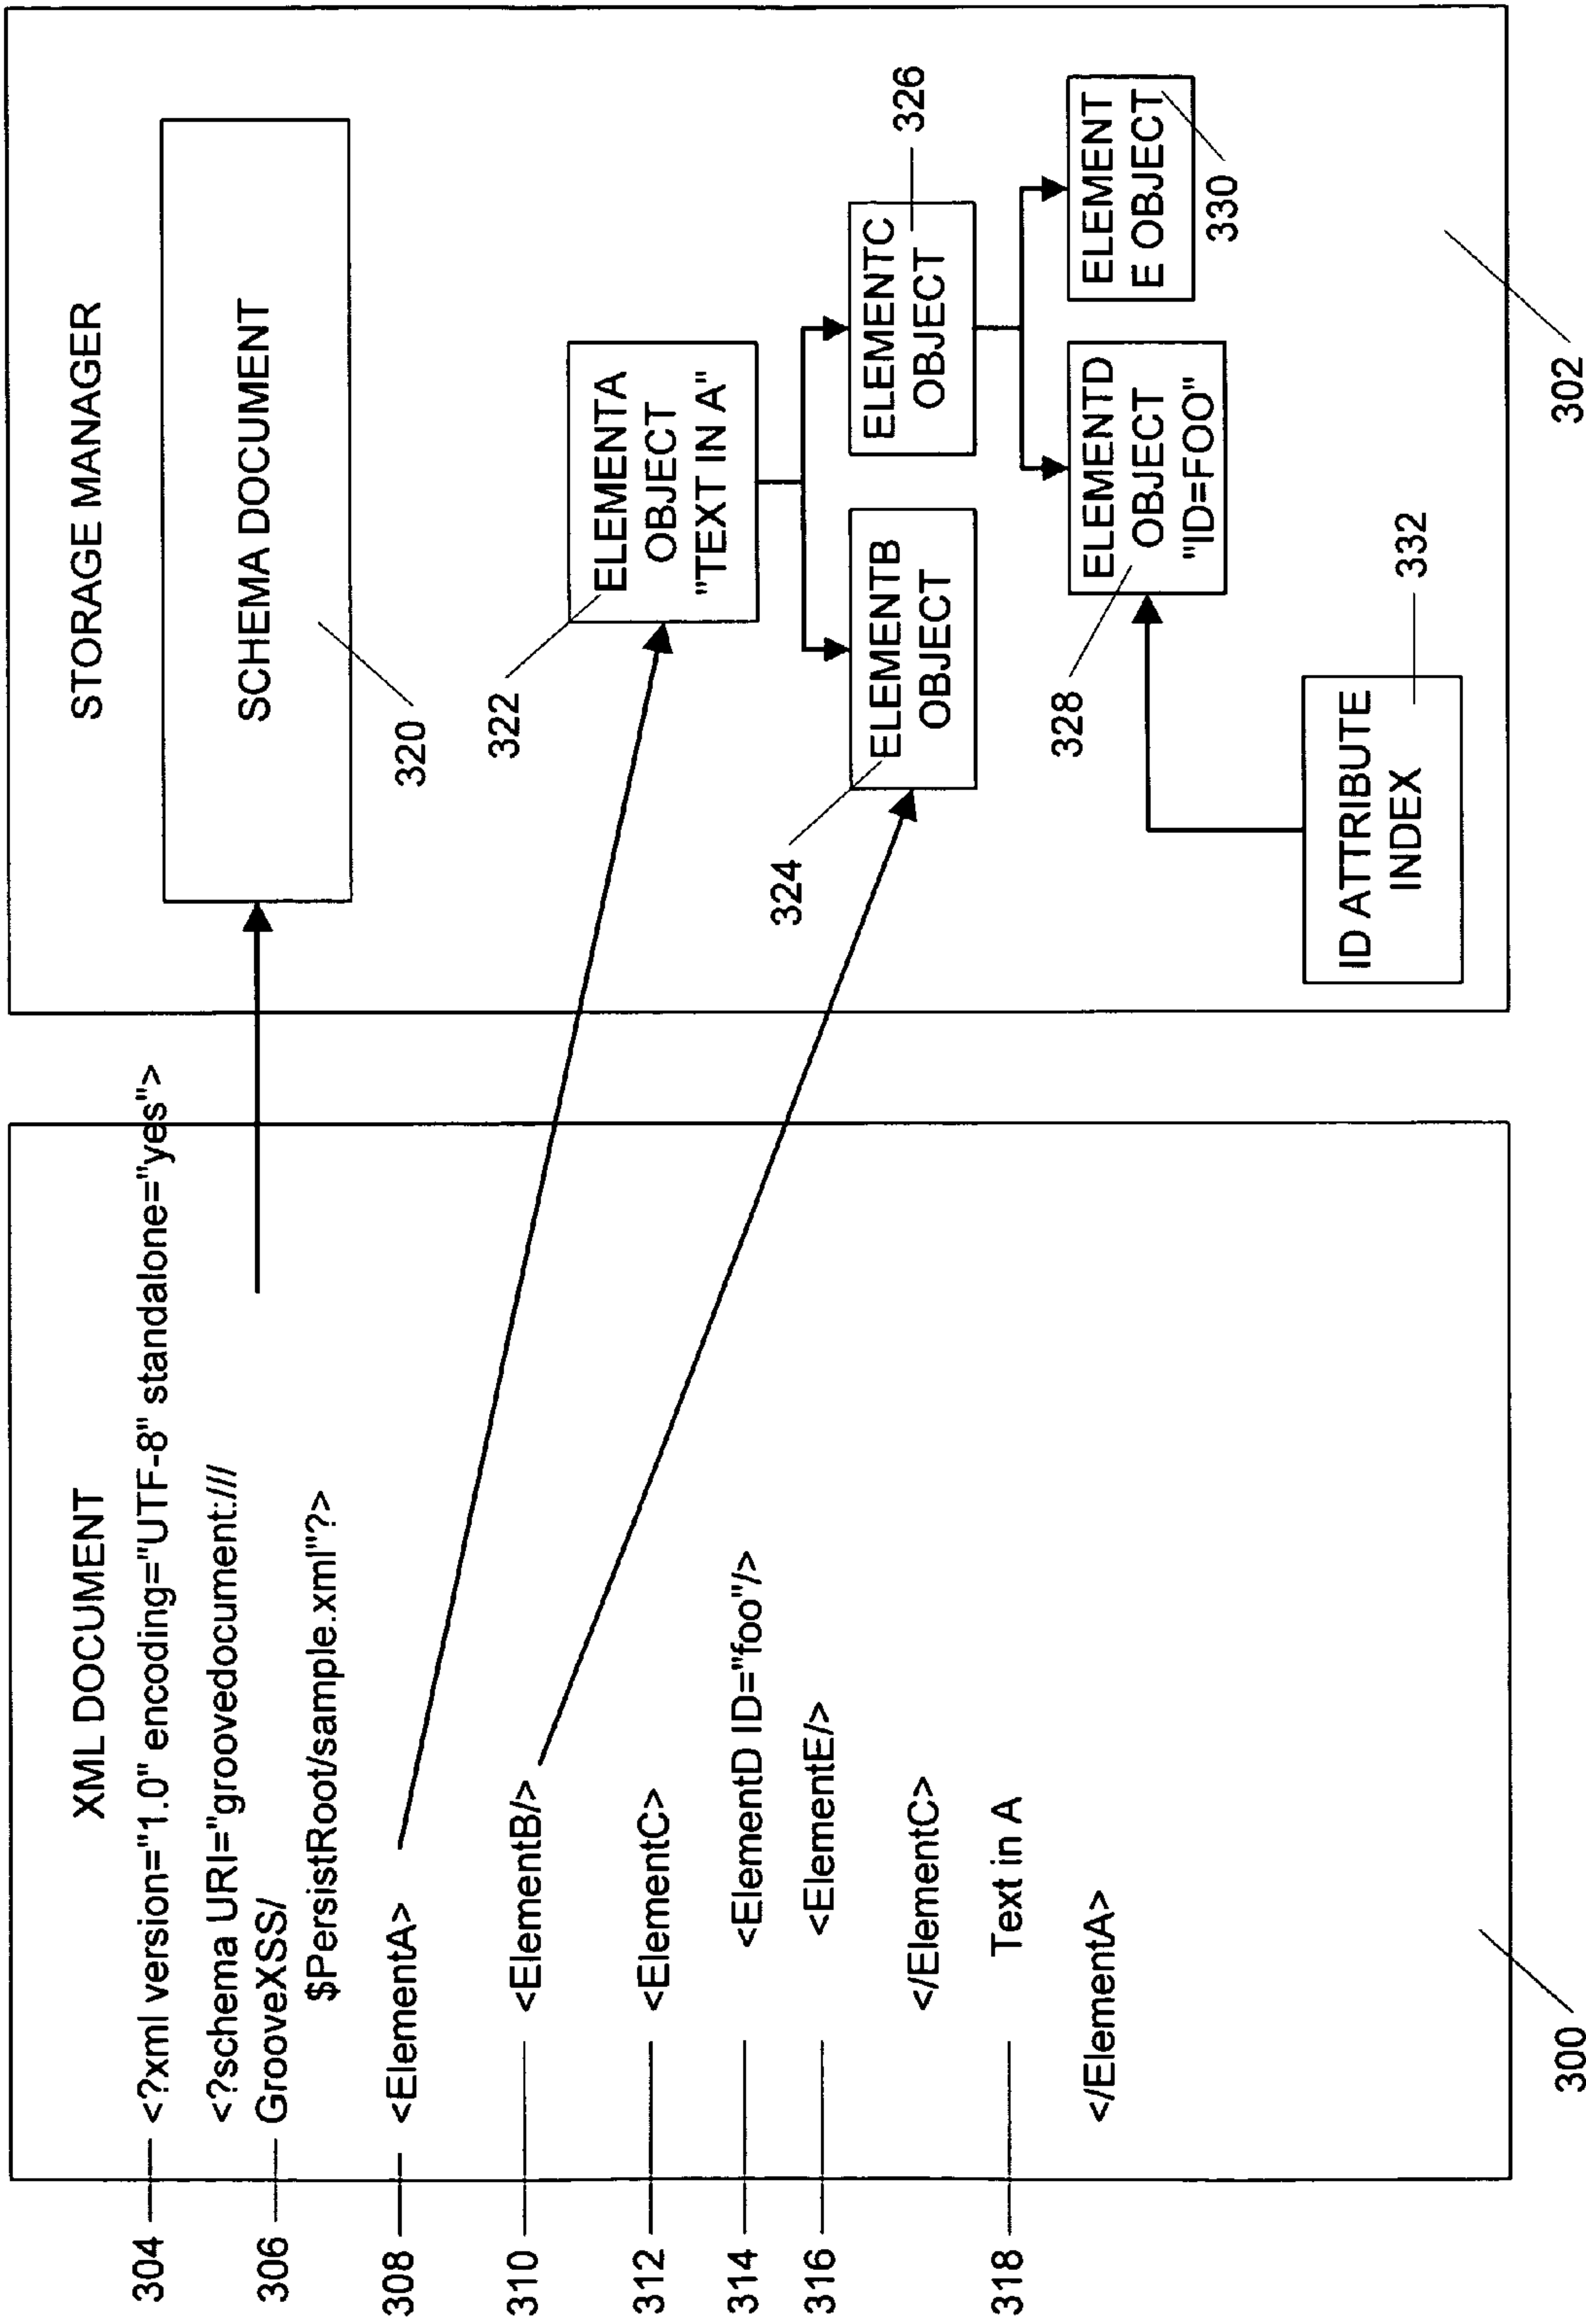 XML DOCUMENT
304
<?xml version="1.0" encoding="UTF-8" standalone="yes">
<?schema URI="groovedocument:///
306
GrooveXSS/
$PersistRoot/sample.xml"?>
308
<ElementA>
310
<ElementB/>
312
<ElementC>
314
<ElementD ID="foo"/>
316
<ElementE/>
</ElementC>
318
Text in A
</ElementA>
300
STORAGE MANAGER
SCHEMA DOCUMENT
320
322
ELEMENTA
OBJECT
"TEXT IN A"
324
ELEMENTB
OBJECT
ELEMENTC
OBJECT
326
328
ELEMENTD
OBJECT
"ID=FOO"
ELEMENT
E OBJECT
330
ID ATTRIBUTE
INDEX
332
302